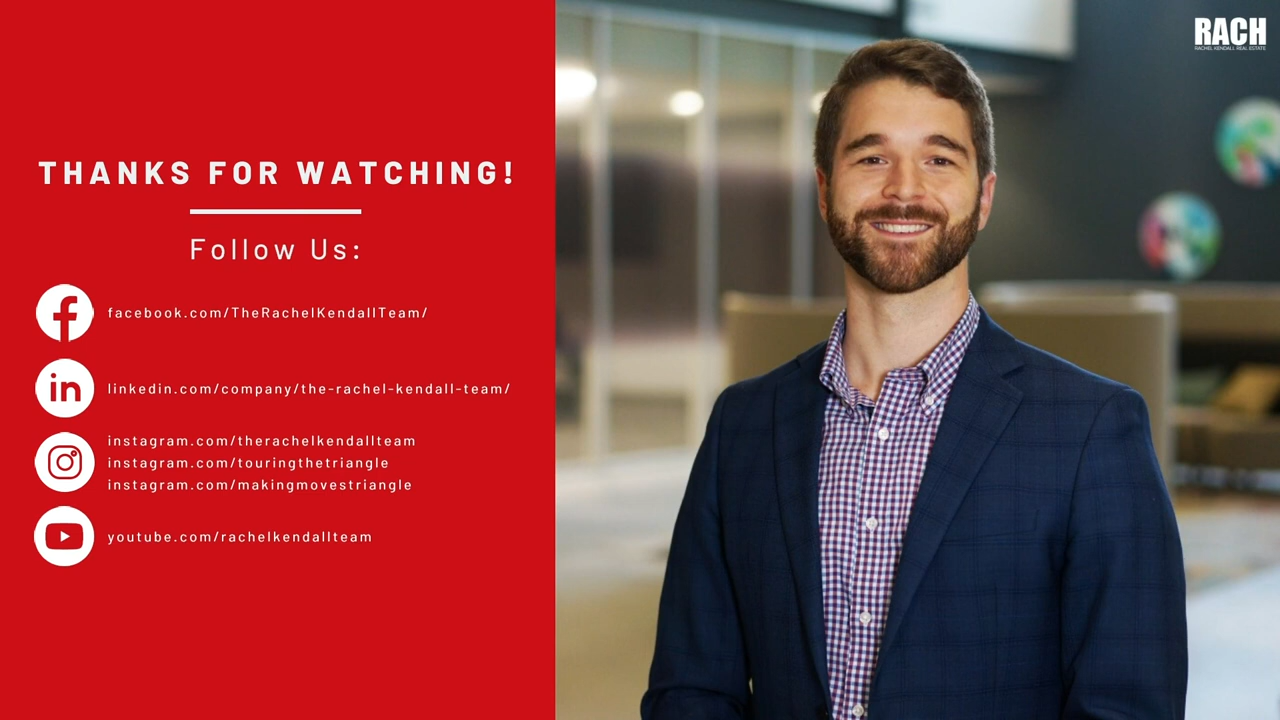 THANKS FOR WATCHING!
Follow Us:
facebook.com/TheRachelKendallTeam/
linkedin.com/company/the-rachel-kendall-team/
instagram.com/therachelkendallteam
instagram.com/touringthetriangle
instagram.com/makingmovestriangle
youtube.com/rachelkendallteam
RACH
RACHEL KENDALL REAL ESTATE